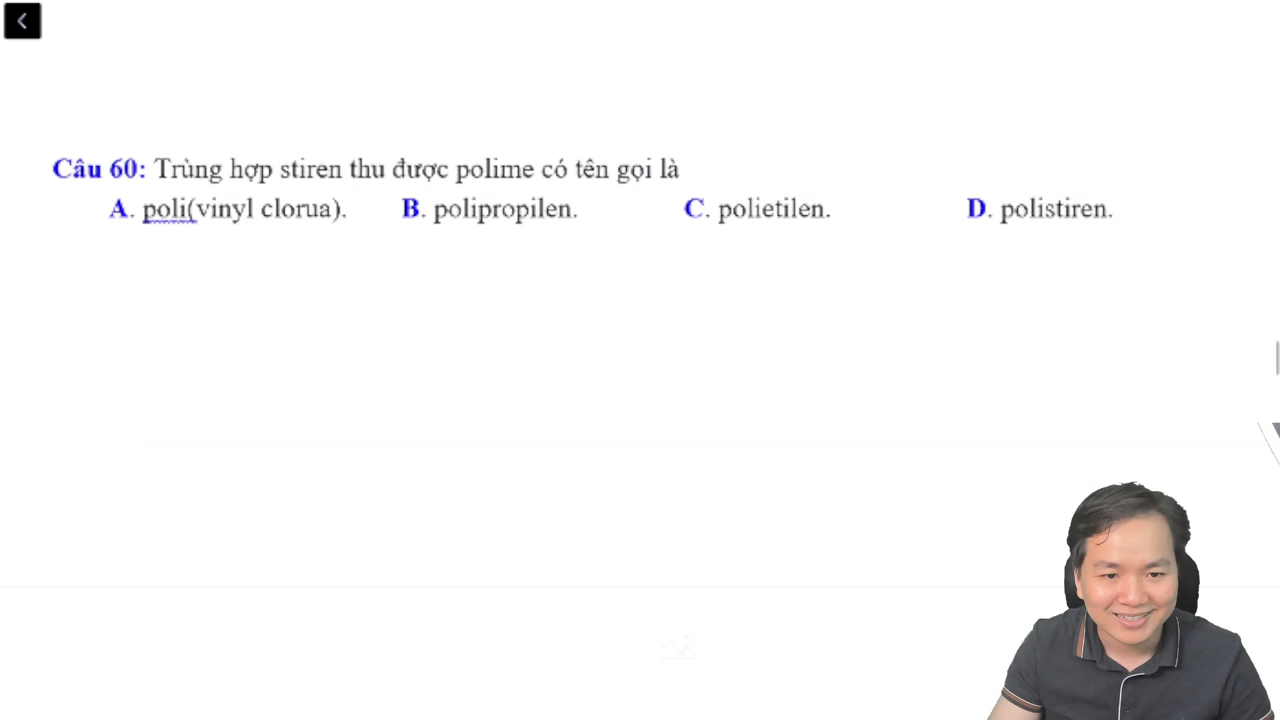 Câu 60: Trùng hợp stiren thu được polime có tên gọi là
A. poli(vinyl clorua). B. polipropilen. C. polietilen. D. polistiren.